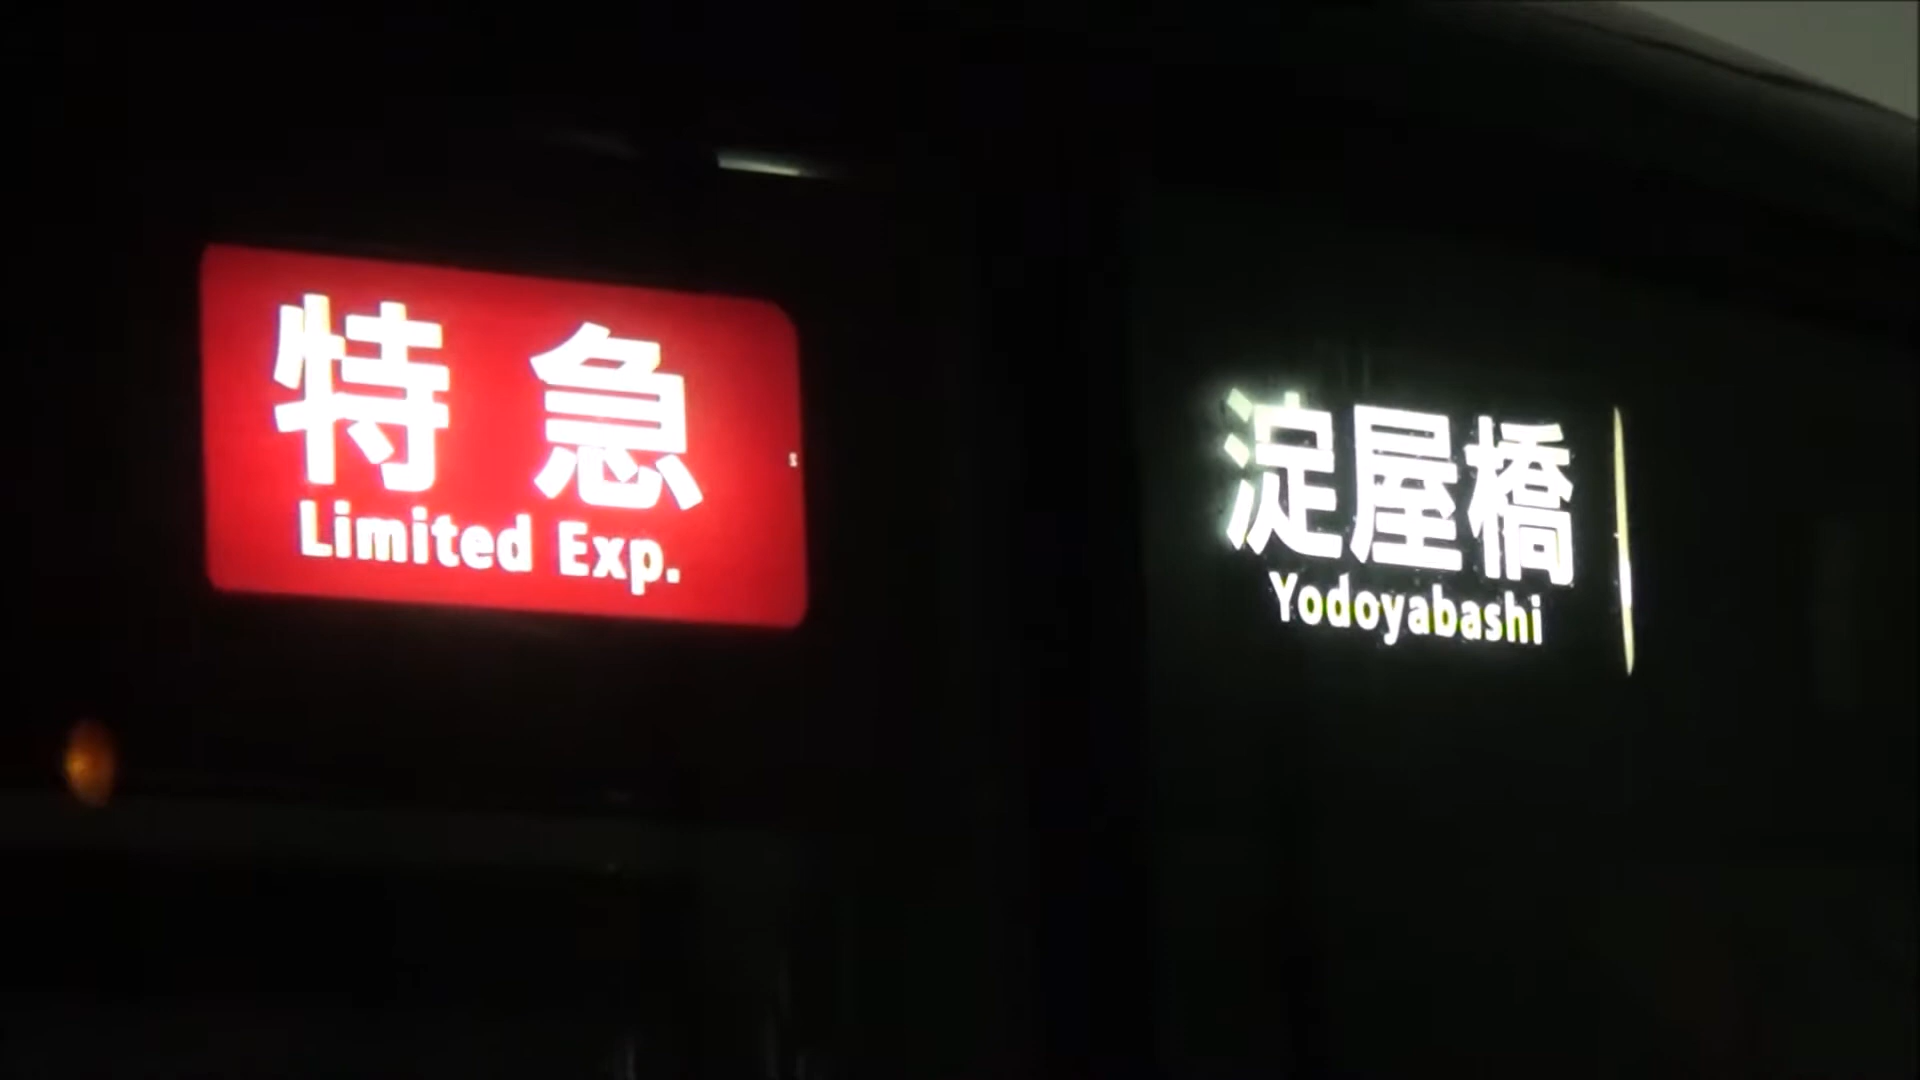 特急
Limited Exp.
淀屋橋
Yodoyabashi